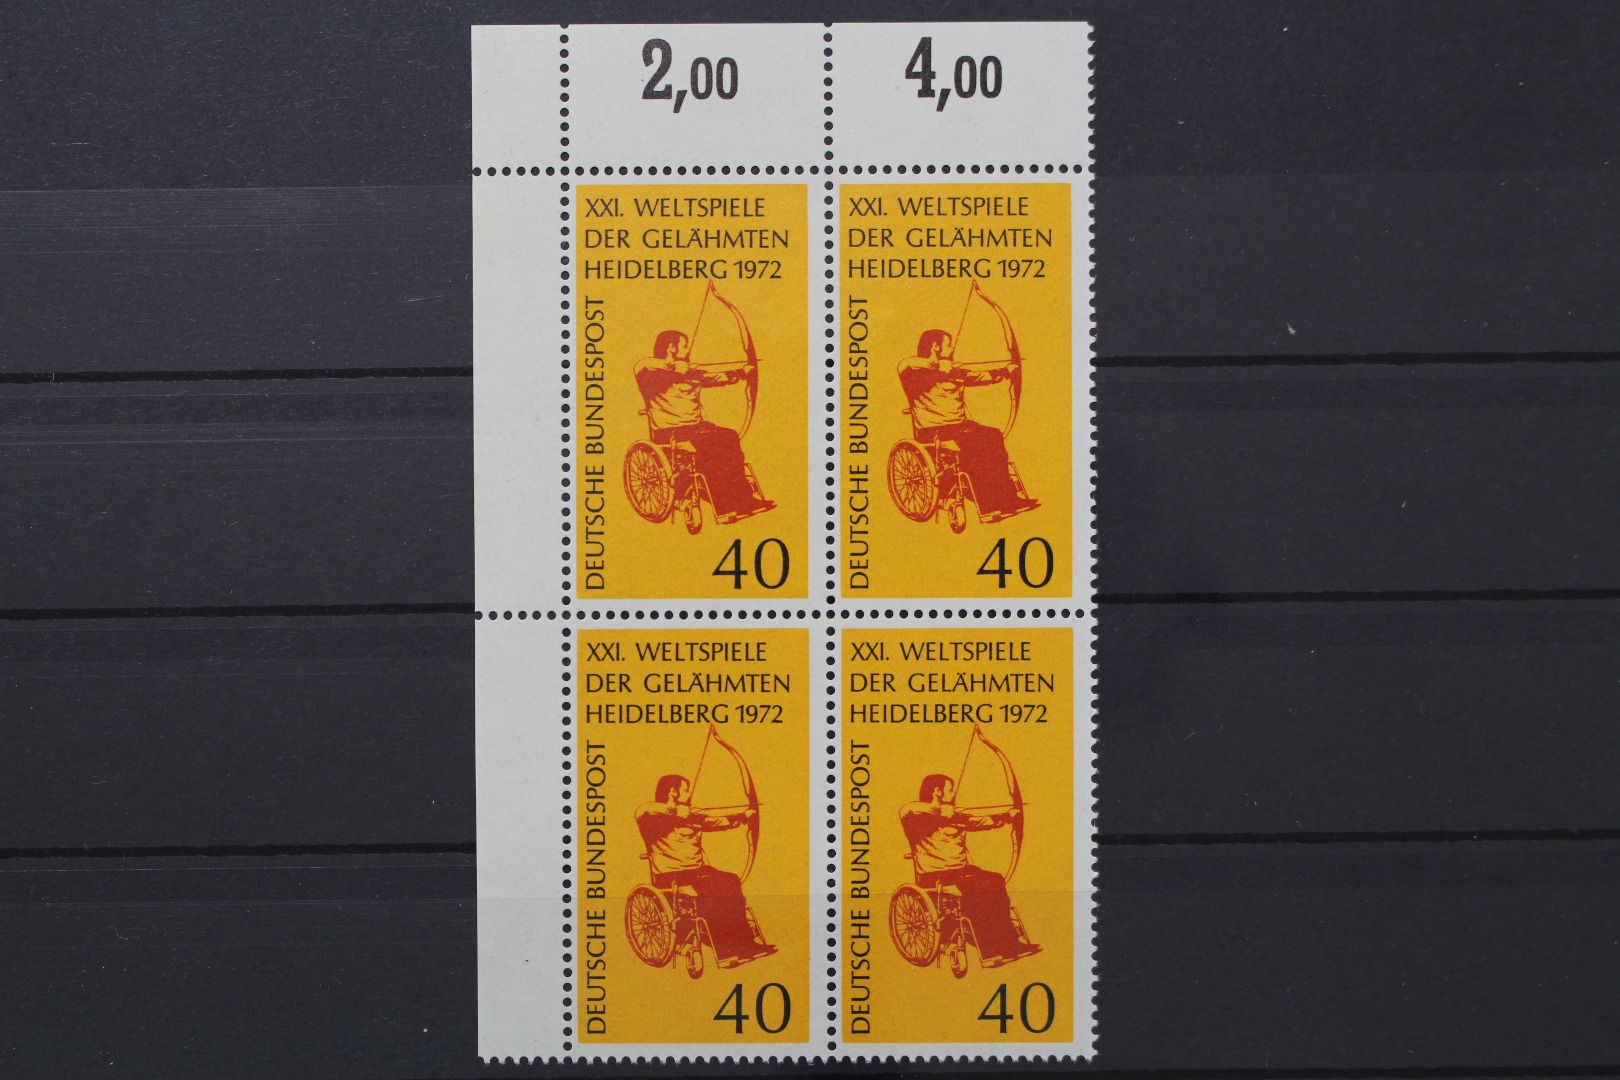 2,00
4,00
XXI. WELTSPIELE
DER GELÄHMTEN
HEIDELBERG 1972
DEUTSCHE BUNDESPOST
40
XXI. WELTSPIELE
DER GELÄHMTEN
HEIDELBERG 1972
DEUTSCHE BUNDESPOST
40
XXI. WELTSPIELE
DER GELÄHMTEN
HEIDELBERG 1972
DEUTSCHE BUNDESPOST
40
XXI. WELTSPIELE
DER GELÄHMTEN
HEIDELBERG 1972
DEUTSCHE BUNDESPOST
40